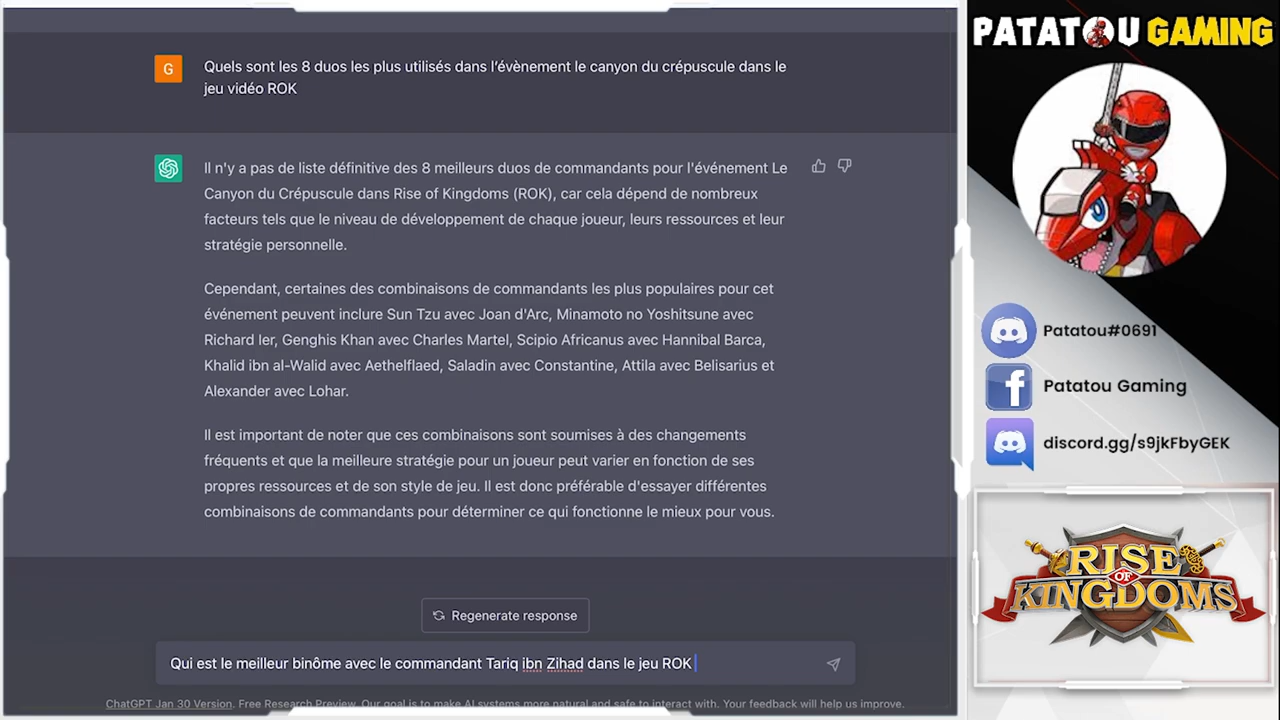 G
Quels sont les 8 duos les plus utilisés dans l'évènement le canyon du crépuscule dans le
jeu vidéo ROK
Il n'y a pas de liste définitive des 8 meilleurs duos de commandants pour l'événement Le
Canyon du Crépuscule dans Rise of Kingdoms (ROK), car cela dépend de nombreux
facteurs tels que le niveau de développement de chaque joueur, leurs ressources et leur
stratégie personnelle.
Cependant, certaines des combinaisons de commandants les plus populaires pour cet
événement peuvent inclure Sun Tzu avec Joan d'Arc, Minamoto no Yoshitsune avec
Richard Ier, Genghis Khan avec Charles Martel, Scipio Africanus avec Hannibal Barca,
Khalid ibn al-Walid avec Aethelflaed, Saladin avec Constantine, Attila avec Belisarius et
Alexander avec Lohar.
Il est important de noter que ces combinaisons sont soumises à des changements
fréquents et que la meilleure stratégie pour un joueur peut varier en fonction de ses
propres ressources et de son style de jeu. Il est donc préférable d'essayer différentes
combinaisons de commandants pour déterminer ce qui fonctionne le mieux pour vous.
Regenerate response
Qui est le meilleur binôme avec le commandant Tariq ibn Zihad dans le jeu ROK
ChatGPT Jan 30 Version. Free Research Preview. Our goal is to make AI systems more natural and safe to interact with. Your feedback will help us improve.
PATATOU GAMING
Patatou#0691
Patatou Gaming
discord.gg/s9jkFbyGEK
RISE
OF
KINGDOMS